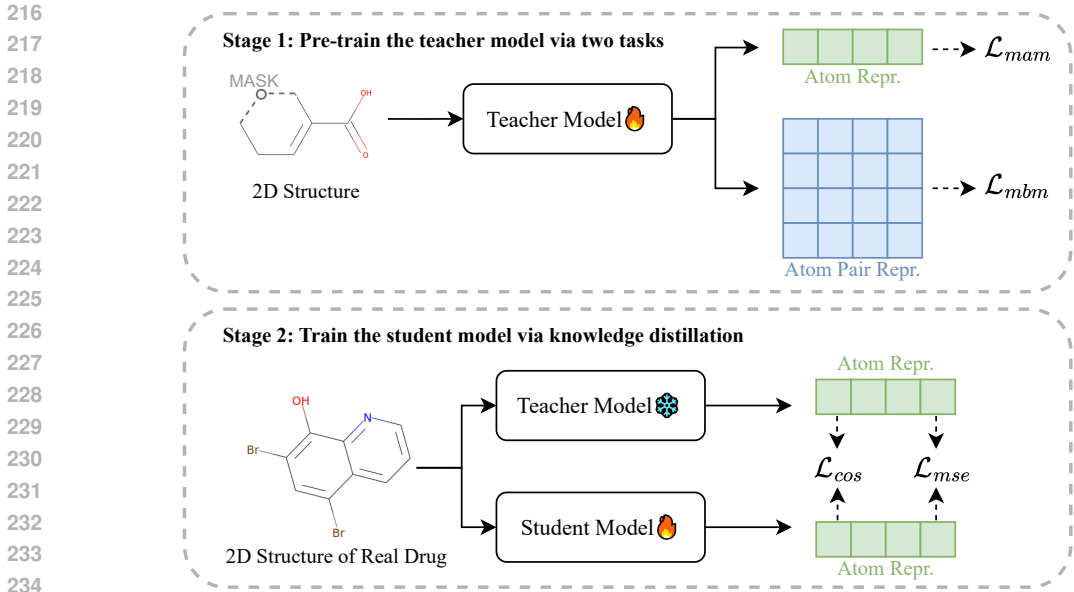 216
217
218
219
220
221
222
223
224
225
226
227
228
229
230
231
232
233
234
Stage 1: Pre-train the teacher model via two tasks
MASK
OH
O
2D Structure
Teacher Model
Atom Repr.
ℒ_mam
Atom Pair Repr.
ℒ_mbm
Stage 2: Train the student model via knowledge distillation
OH
N
Br
Br
2D Structure of Real Drug
Teacher Model
Student Model
Atom Repr.
ℒ_cos
ℒ_mse
Atom Repr.